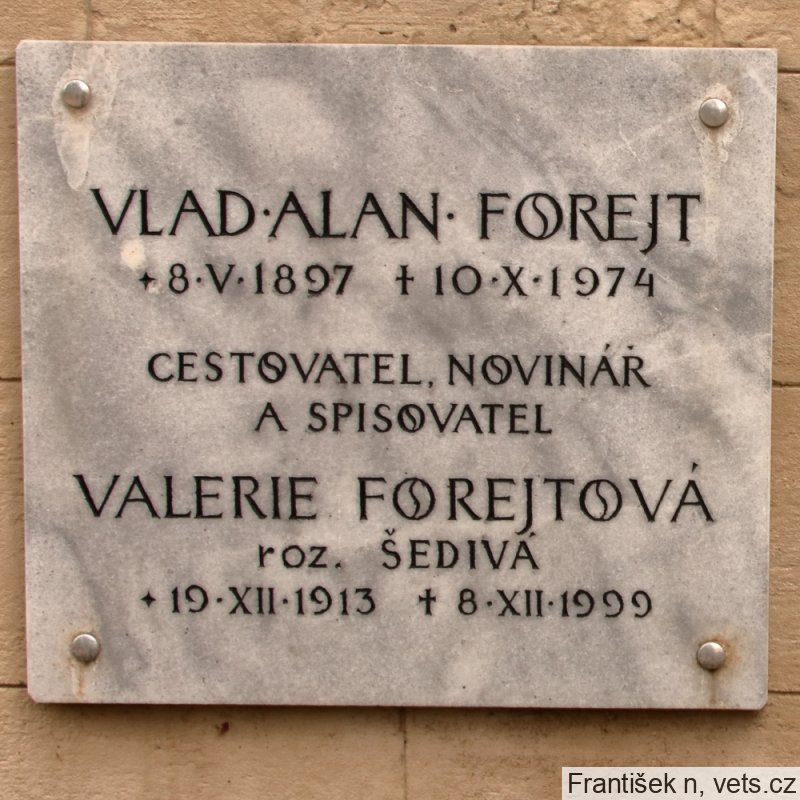 VLAD·ALAN· FOREJT
✦8·V·1897 ✝10·X·1974
CESTOVATEL, NOVINÁŘ
A SPISOVATEL
VALERIE FOREJTOVÁ
roz. ŠEDIVÁ
✦19·XII·1913 ✝8·XII·1999
František n, vets.cz